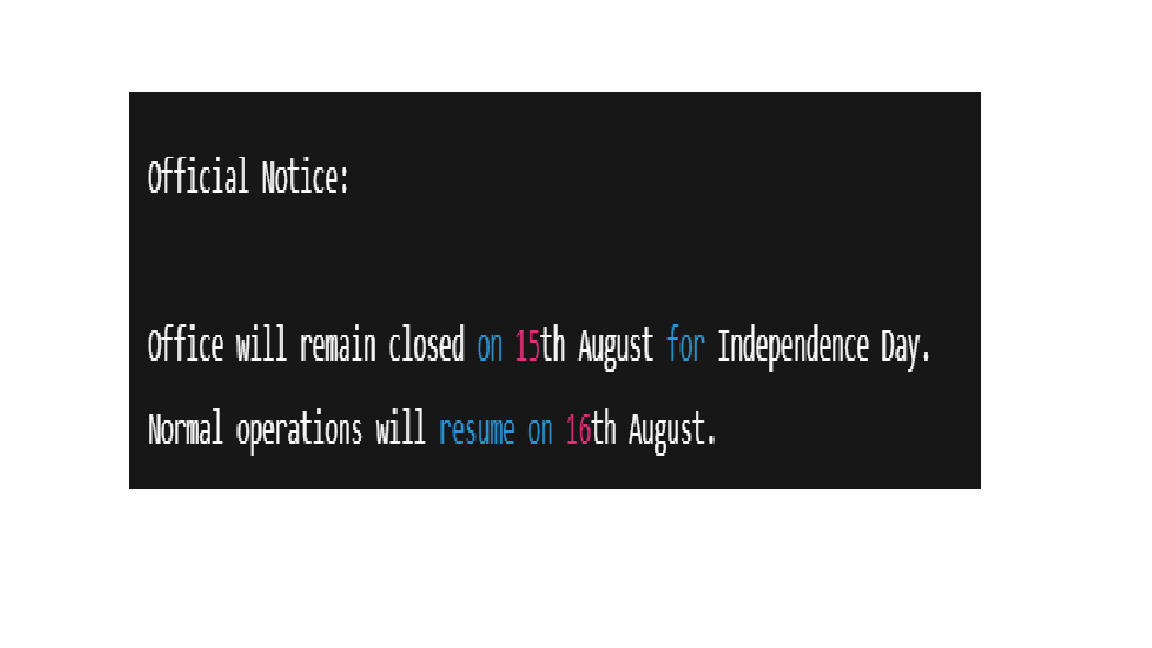 Official Notice:
Office will remain closed on 15th August for Independence Day.
Normal operations will resume on 16th August.